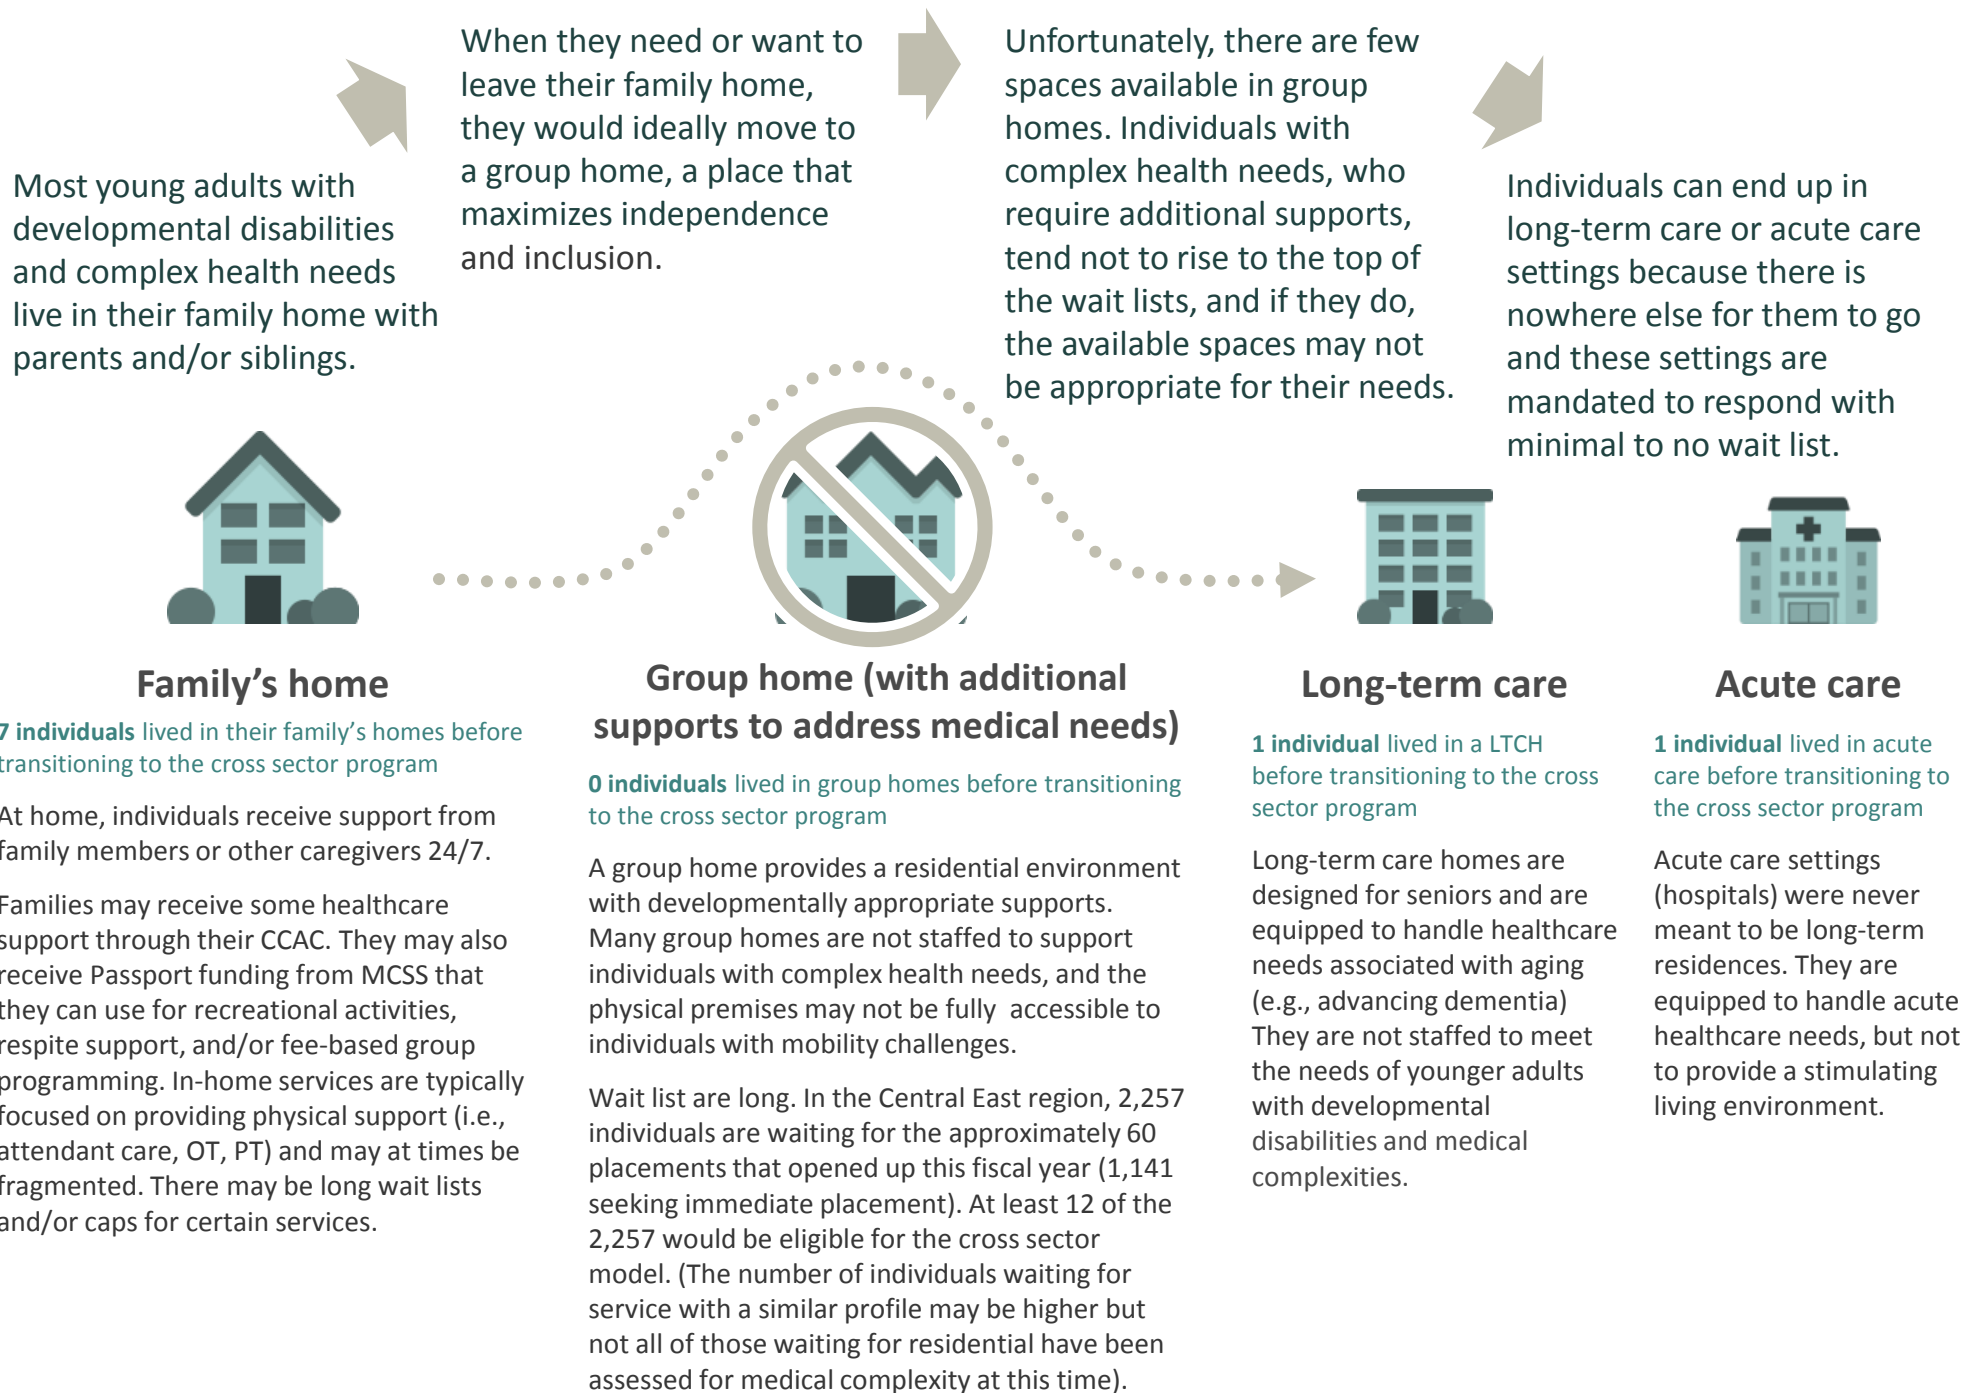 Most young adults with
developmental disabilities
and complex health needs
live in their family home with
parents and/or siblings.
When they need or want to
leave their family home,
they would ideally move to
a group home, a place that
maximizes independence
and inclusion.
Unfortunately, there are few
spaces available in group
homes. Individuals with
complex health needs, who
require additional supports,
tend not to rise to the top of
the wait lists, and if they do,
the available spaces may not
be appropriate for their needs.
Individuals can end up in
long-term care or acute care
settings because there is
nowhere else for them to go
and these settings are
mandated to respond with
minimal to no wait list.
Family’s home
7 individuals lived in their family’s homes before
transitioning to the cross sector program
At home, individuals receive support from
family members or other caregivers 24/7.
Families may receive some healthcare
support through their CCAC. They may also
receive Passport funding from MCSS that
they can use for recreational activities,
respite support, and/or fee-based group
programming. In-home services are typically
focused on providing physical support (i.e.,
attendant care, OT, PT) and may at times be
fragmented. There may be long wait lists
and/or caps for certain services.
Group home (with additional
supports to address medical needs)
0 individuals lived in group homes before transitioning
to the cross sector program
A group home provides a residential environment
with developmentally appropriate supports.
Many group homes are not staffed to support
individuals with complex health needs, and the
physical premises may not be fully  accessible to
individuals with mobility challenges.
Wait list are long. In the Central East region, 2,257
individuals are waiting for the approximately 60
placements that opened up this fiscal year (1,141
seeking immediate placement). At least 12 of the
2,257 would be eligible for the cross sector
model. (The number of individuals waiting for
service with a similar profile may be higher but
not all of those waiting for residential have been
assessed for medical complexity at this time).
Long-term care
1 individual lived in a LTCH
before transitioning to the cross
sector program
Long-term care homes are
designed for seniors and are
equipped to handle healthcare
needs associated with aging
(e.g., advancing dementia)
They are not staffed to meet
the needs of younger adults
with developmental
disabilities and medical
complexities.
Acute care
1 individual lived in acute
care before transitioning to
the cross sector program
Acute care settings
(hospitals) were never
meant to be long-term
residences. They are
equipped to handle acute
healthcare needs, but not
to provide a stimulating
living environment.